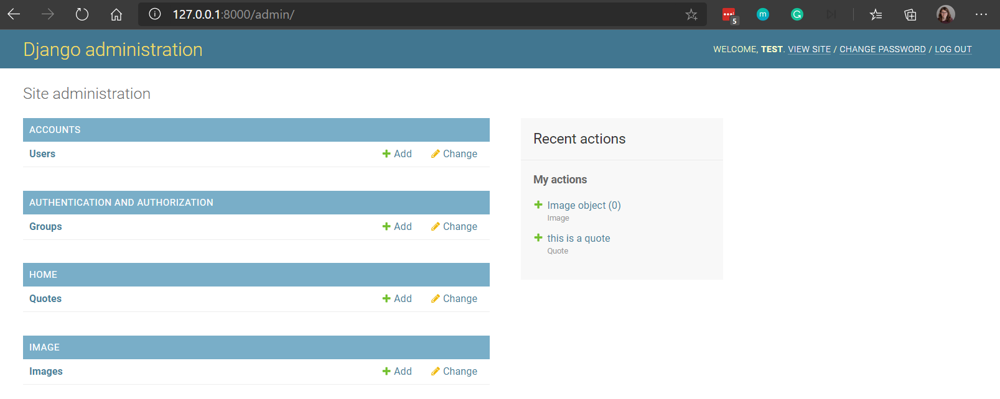 127.0.0.1:8000/admin/
5
m
G
Django administration
WELCOME, TEST. VIEW SITE / CHANGE PASSWORD / LOG OUT
Site administration
ACCOUNTS
Users Add Change
AUTHENTICATION AND AUTHORIZATION
Groups Add Change
HOME
Quotes Add Change
IMAGE
Images Add Change
Recent actions
My actions
Image object (0)
Image
this is a quote
Quote